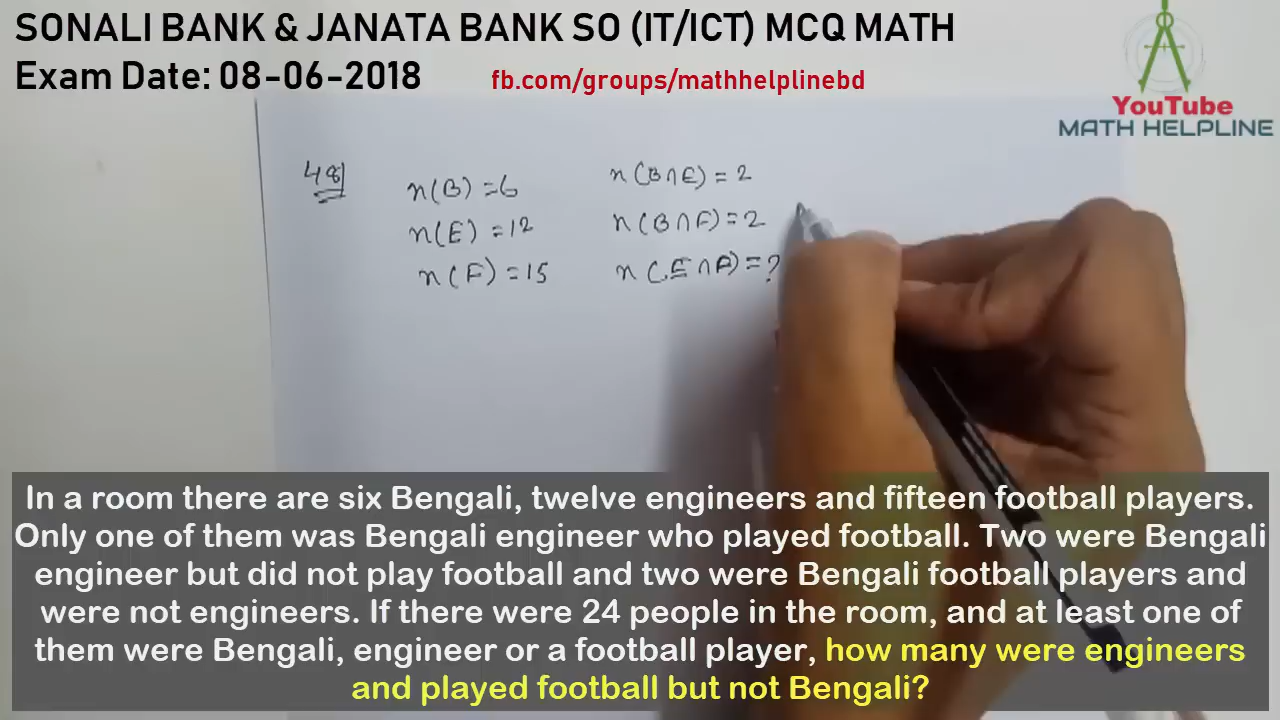 SONALI BANK & JANATA BANK SO (IT/ICT) MCQ MATH
Exam Date: 08-06-2018
fb.com/groups/mathhelplinebd
YouTube
MATH HELPLINE
48
n(B) = 6
n(E) = 12
n(F) = 15
n(B∩E) = 2
n(B∩F) = 2
n(E∩F) = ?
In a room there are six Bengali, twelve engineers and fifteen football players.
Only one of them was Bengali engineer who played football. Two were Bengali
engineer but did not play football and two were Bengali football players and
were not engineers. If there were 24 people in the room, and at least one of
them were Bengali, engineer or a football player, how many were engineers
and played football but not Bengali?